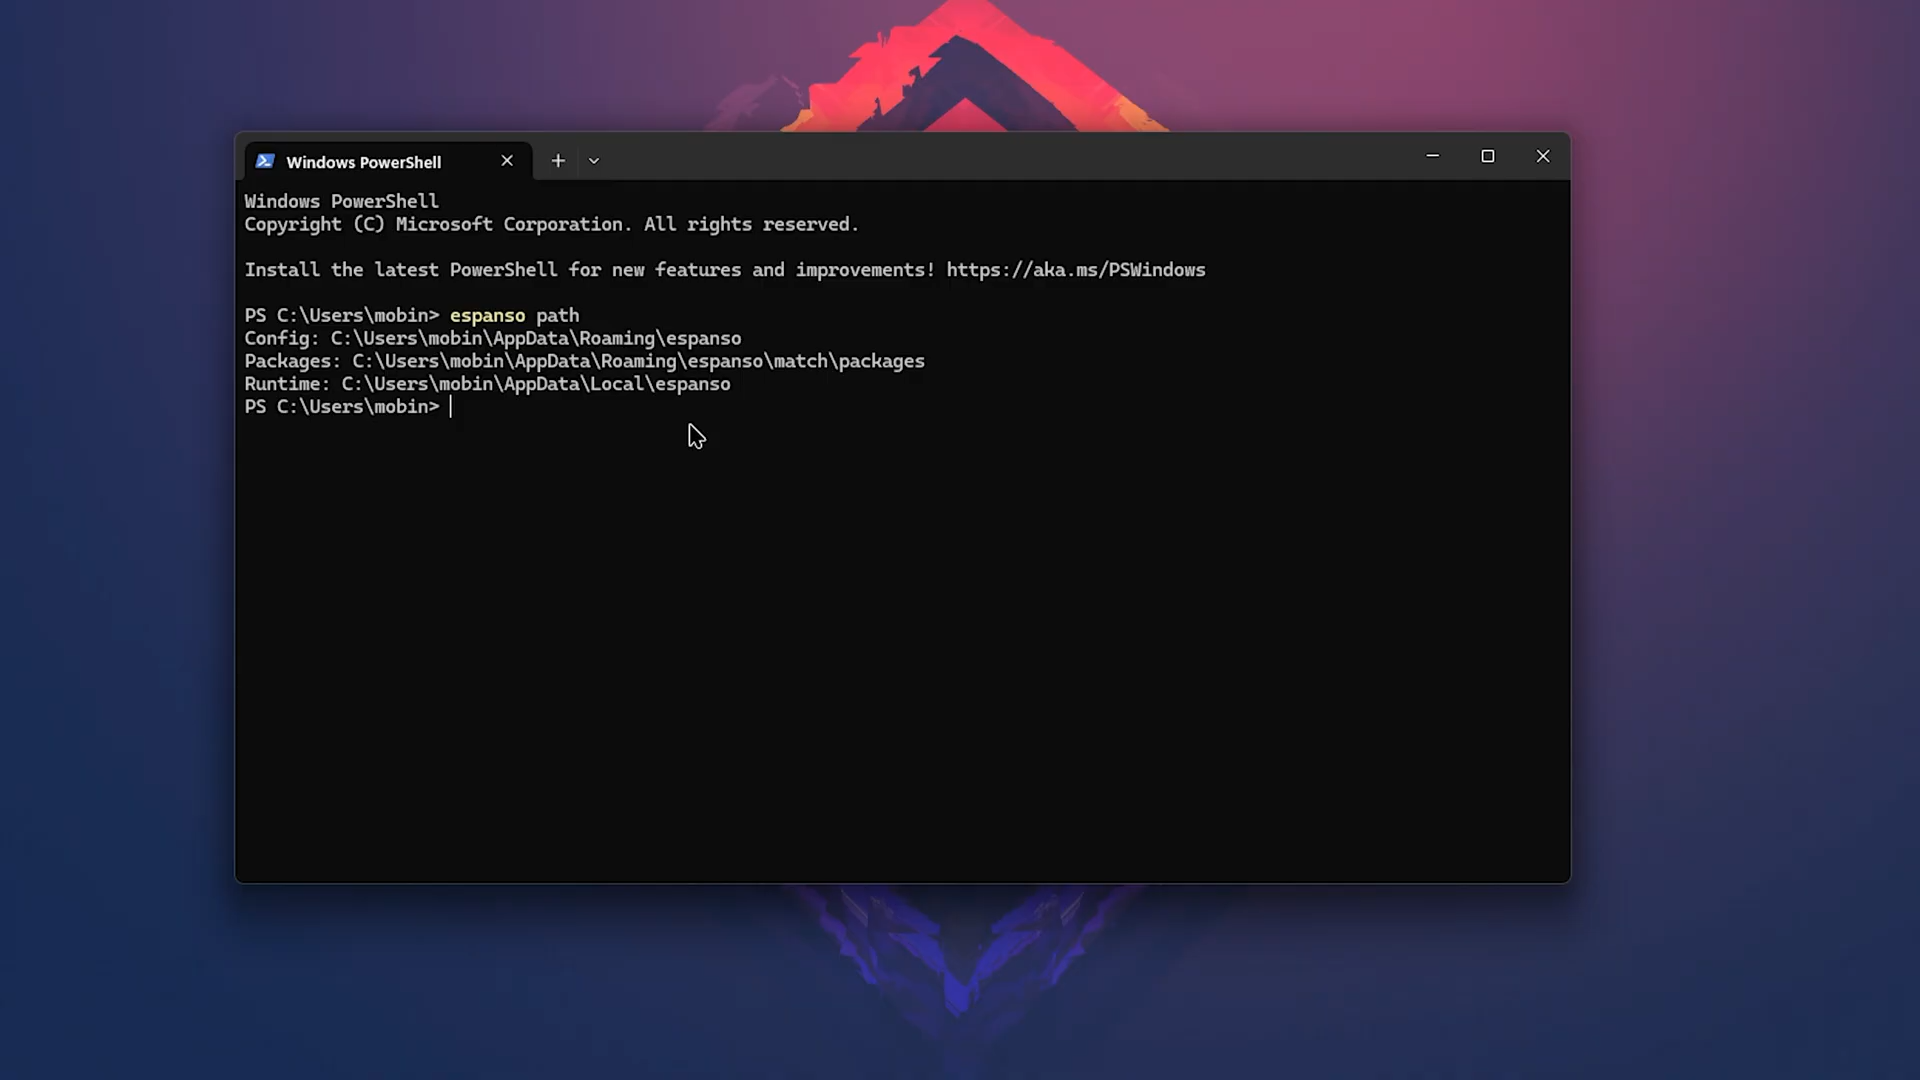 Windows PowerShell
Windows PowerShell
Copyright (C) Microsoft Corporation. All rights reserved.
Install the latest PowerShell for new features and improvements! https://aka.ms/PSWindows
PS C:\Users\mobin> espanso path
Config: C:\Users\mobin\AppData\Roaming\espanso
Packages: C:\Users\mobin\AppData\Roaming\espanso\match\packages
Runtime: C:\Users\mobin\AppData\Local\espanso
PS C:\Users\mobin>